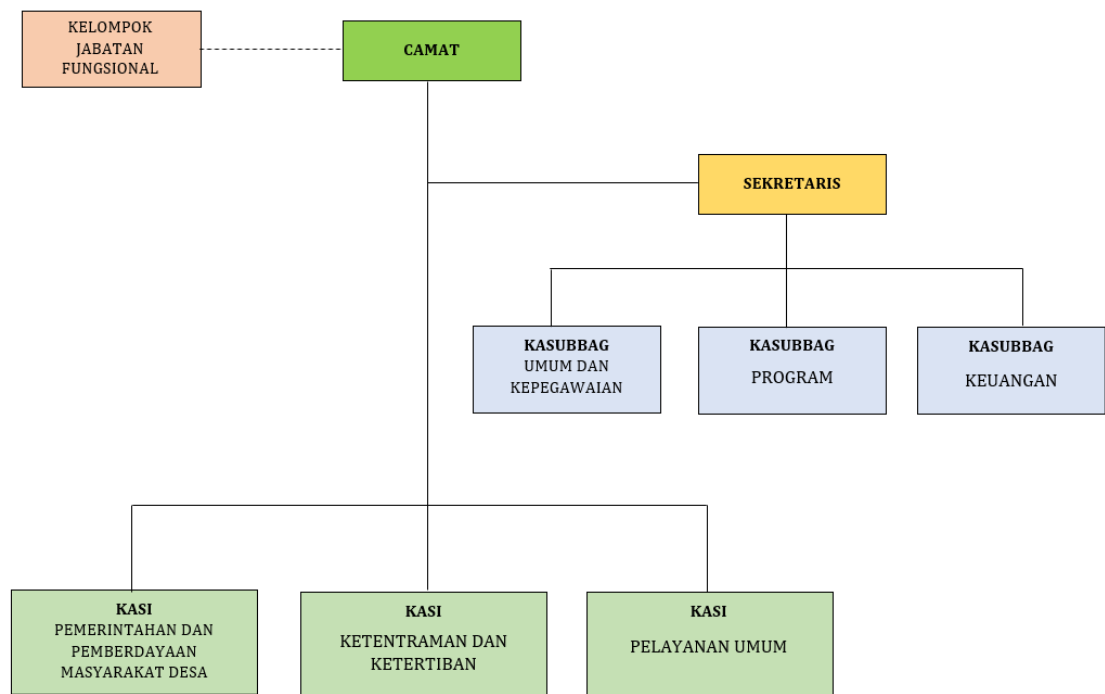 KELOMPOK
JABATAN
FUNGSIONAL
CAMAT
SEKRETARIS
KASUBBAG
UMUM DAN
KEPEGAWAIAN
KASUBBAG
PROGRAM
KASUBBAG
KEUANGAN
KASI
PEMERINTAHAN DAN
PEMBERDAYAAN
MASYARAKAT DESA
KASI
KETENTRAMAN DAN
KETERTIBAN
KASI
PELAYANAN UMUM